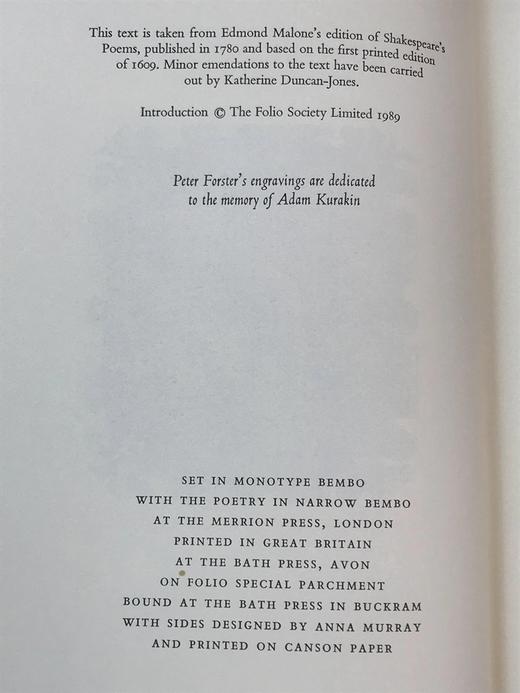 This text is taken from Edmond Malone's edition of Shakespeare's
Poems, published in 1780 and based on the first printed edition
of 1609. Minor emendations to the text have been carried
out by Katherine Duncan-Jones.
Introduction © The Folio Society Limited 1989
Peter Forster's engravings are dedicated
to the memory of Adam Kurakin
SET IN MONOTYPE BEMBO
WITH THE POETRY IN NARROW BEMBO
AT THE MERRION PRESS, LONDON
PRINTED IN GREAT BRITAIN
AT THE BATH PRESS, AVON
ON FOLIO SPECIAL PARCHMENT
BOUND AT THE BATH PRESS IN BUCKRAM
WITH SIDES DESIGNED BY ANNA MURRAY
AND PRINTED ON CANSON PAPER